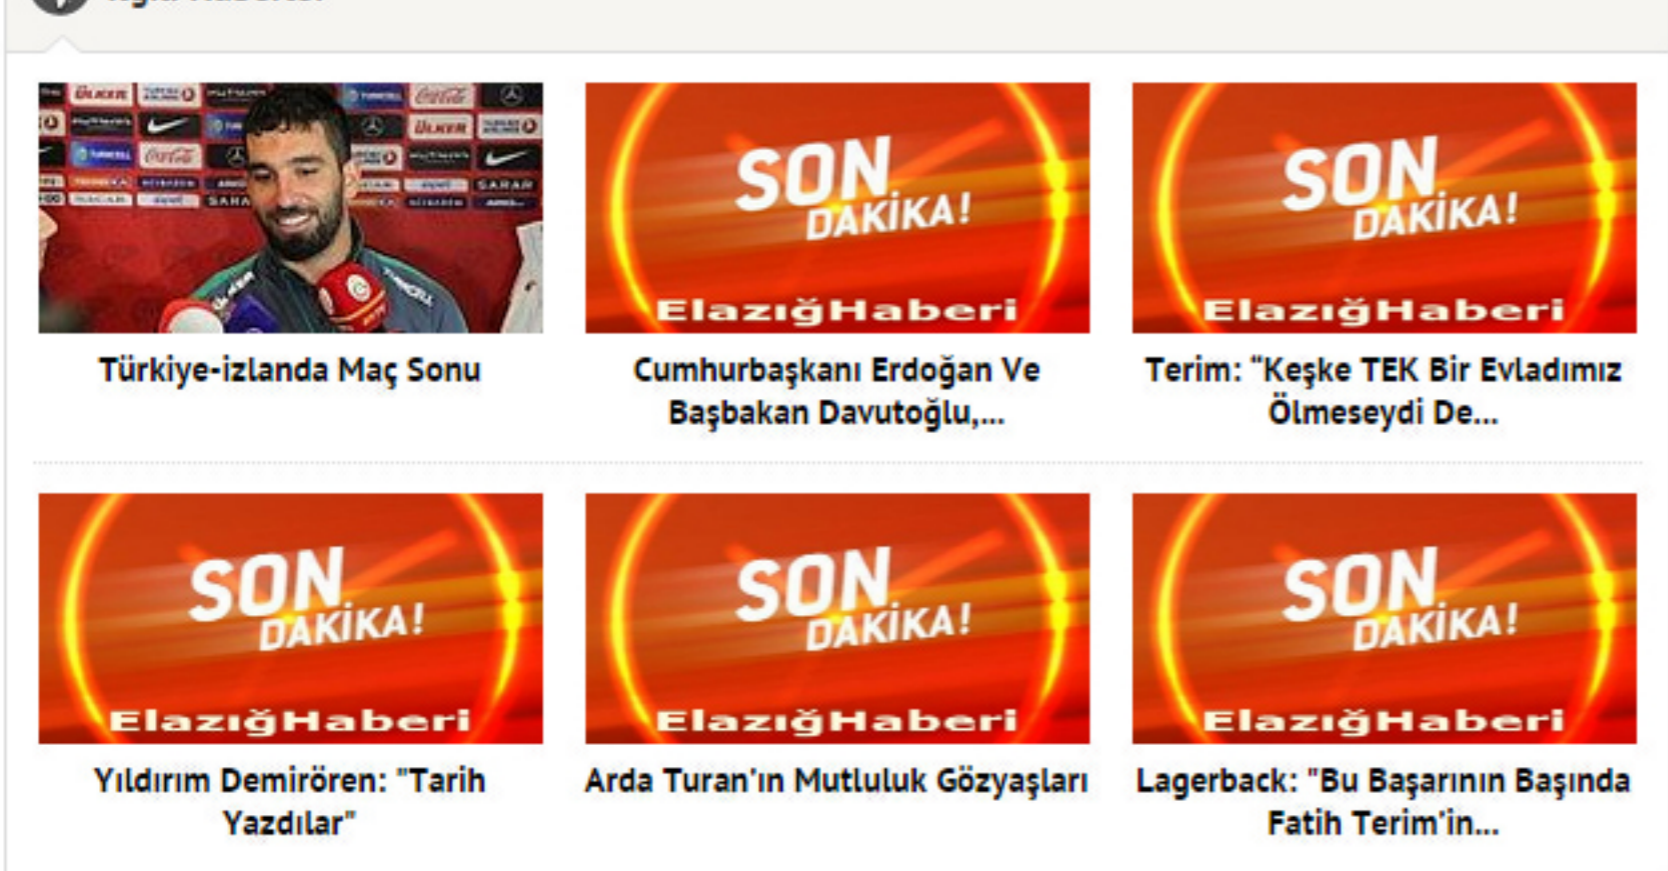 SON
DAKİKA!
ElazığHaberi
SON
DAKİKA!
ElazığHaberi
Türkiye-izlanda Maç Sonu
Cumhurbaşkanı Erdoğan Ve
Başbakan Davutoğlu,...
Terim: "Keşke TEK Bir Evladımız
Ölmeseydi De...
SON
DAKİKA!
ElazığHaberi
SON
DAKİKA!
ElazığHaberi
SON
DAKİKA!
ElazığHaberi
Yıldırım Demirören: "Tarih
Yazdılar"
Arda Turan'ın Mutluluk Gözyaşları
Lagerback: "Bu Başarının Başında
Fatih Terim'in...